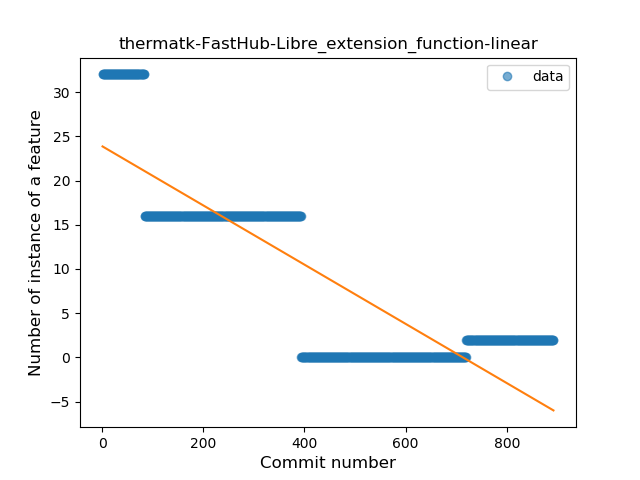 thermatk-FastHub-Libre_extension_function-linear
data
Number of instance of a feature
30
25
20
15
10
5
0
−5
0 200 400 600 800
Commit number